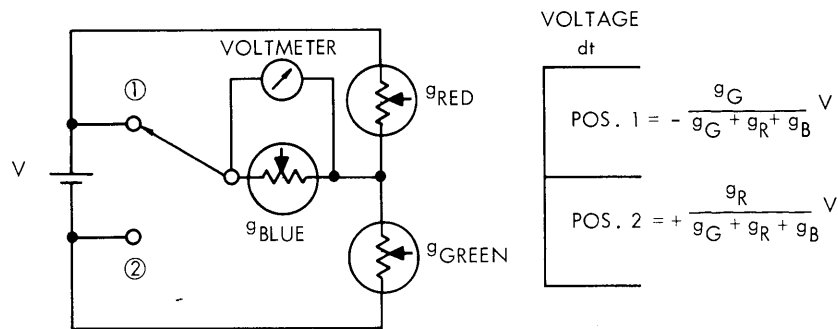 VOLTMETER
①
gRED
V
gBLUE
gGREEN
②
VOLTAGE
dt
POS. 1 = - gG / gG + gR + gB V
POS. 2 = + gR / gG + gR + gB V